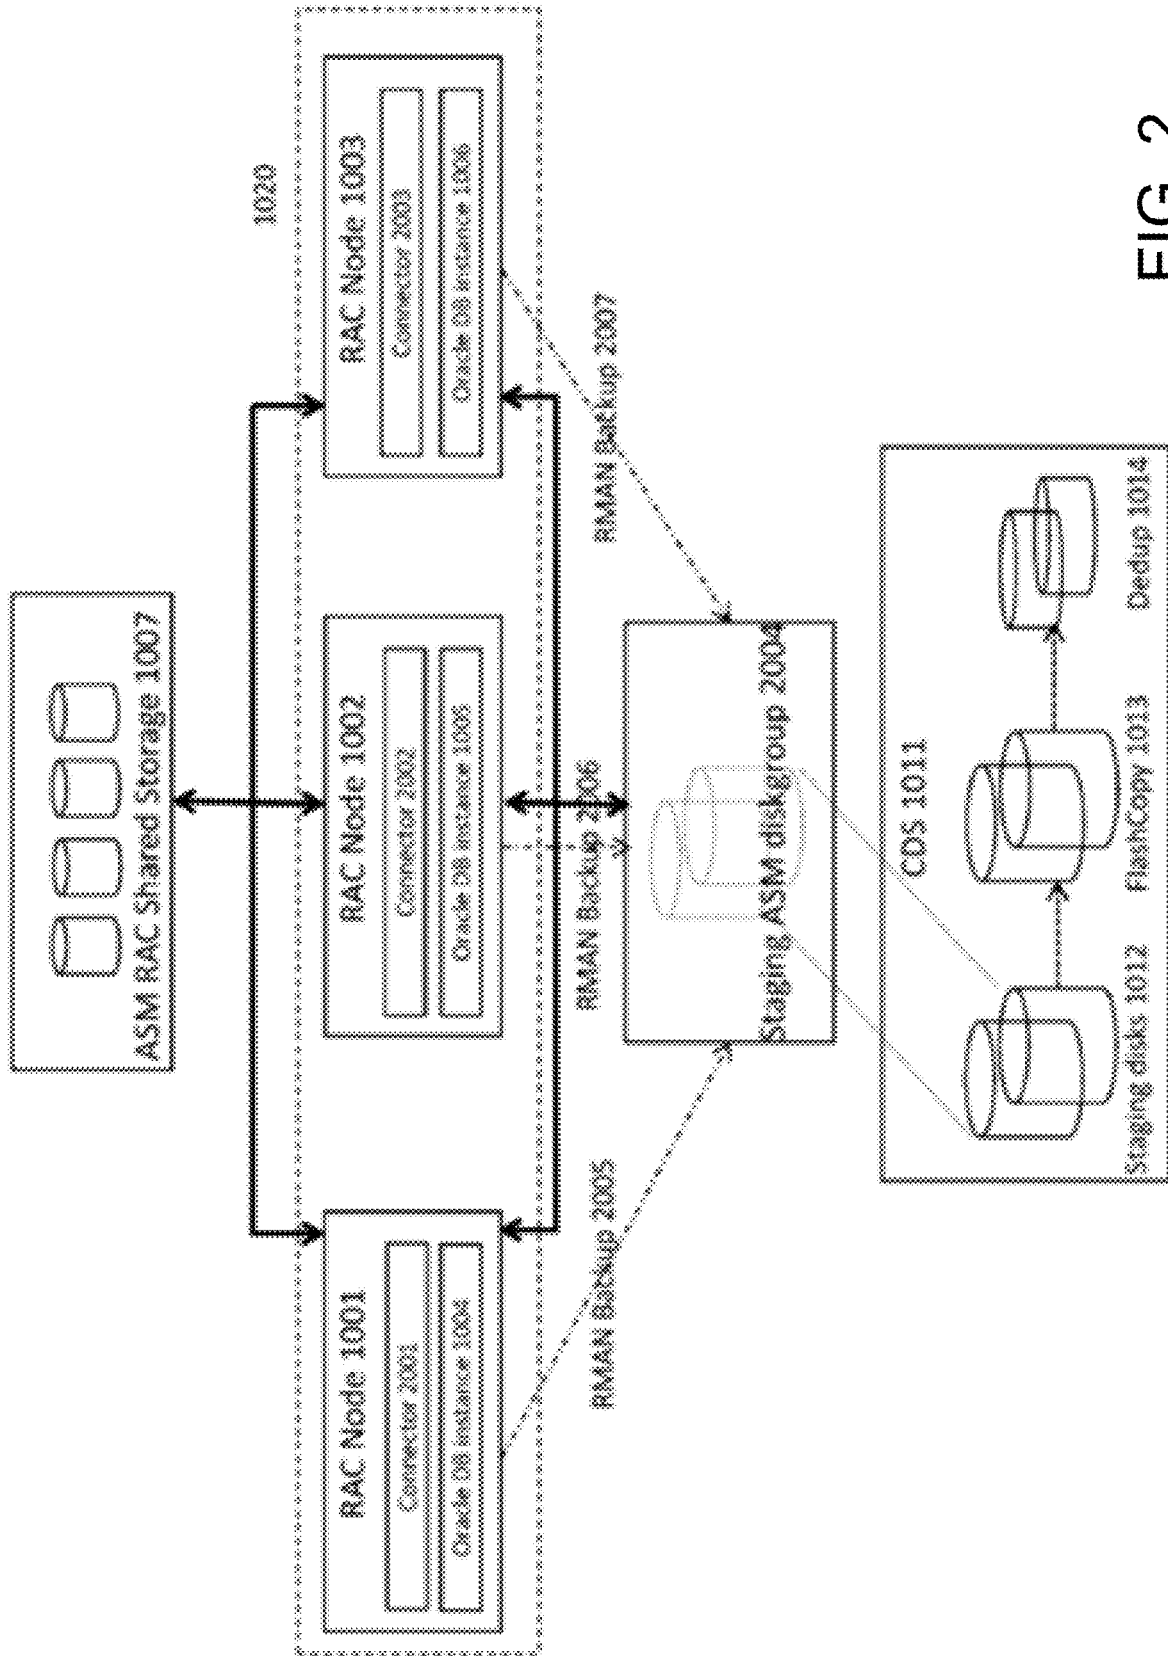 ASM RAC Shared Storage 1007
1020
RAC Node 1001
Connector 2001
Oracle DB instance 1004
RAC Node 1002
Connector 2002
Oracle DB instance 1005
RAC Node 1003
Connector 2003
Oracle DB instance 1006
RMAN Backup 2005
RMAN Backup 2006
RMAN Backup 2007
Staging ASM diskgroup 2004
CDS 1011
Staging disks 1012
FlashCopy 1013
Dedup 1014
FIG. 2